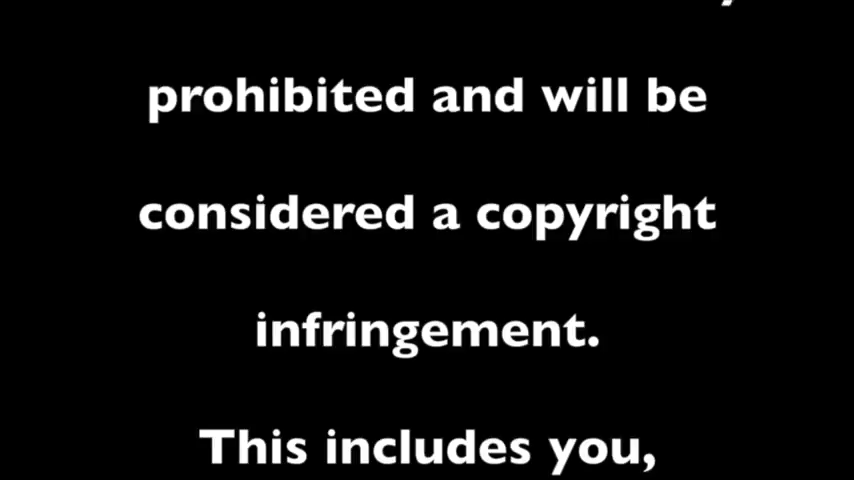 prohibited and will be
considered a copyright
infringement.
This includes you,